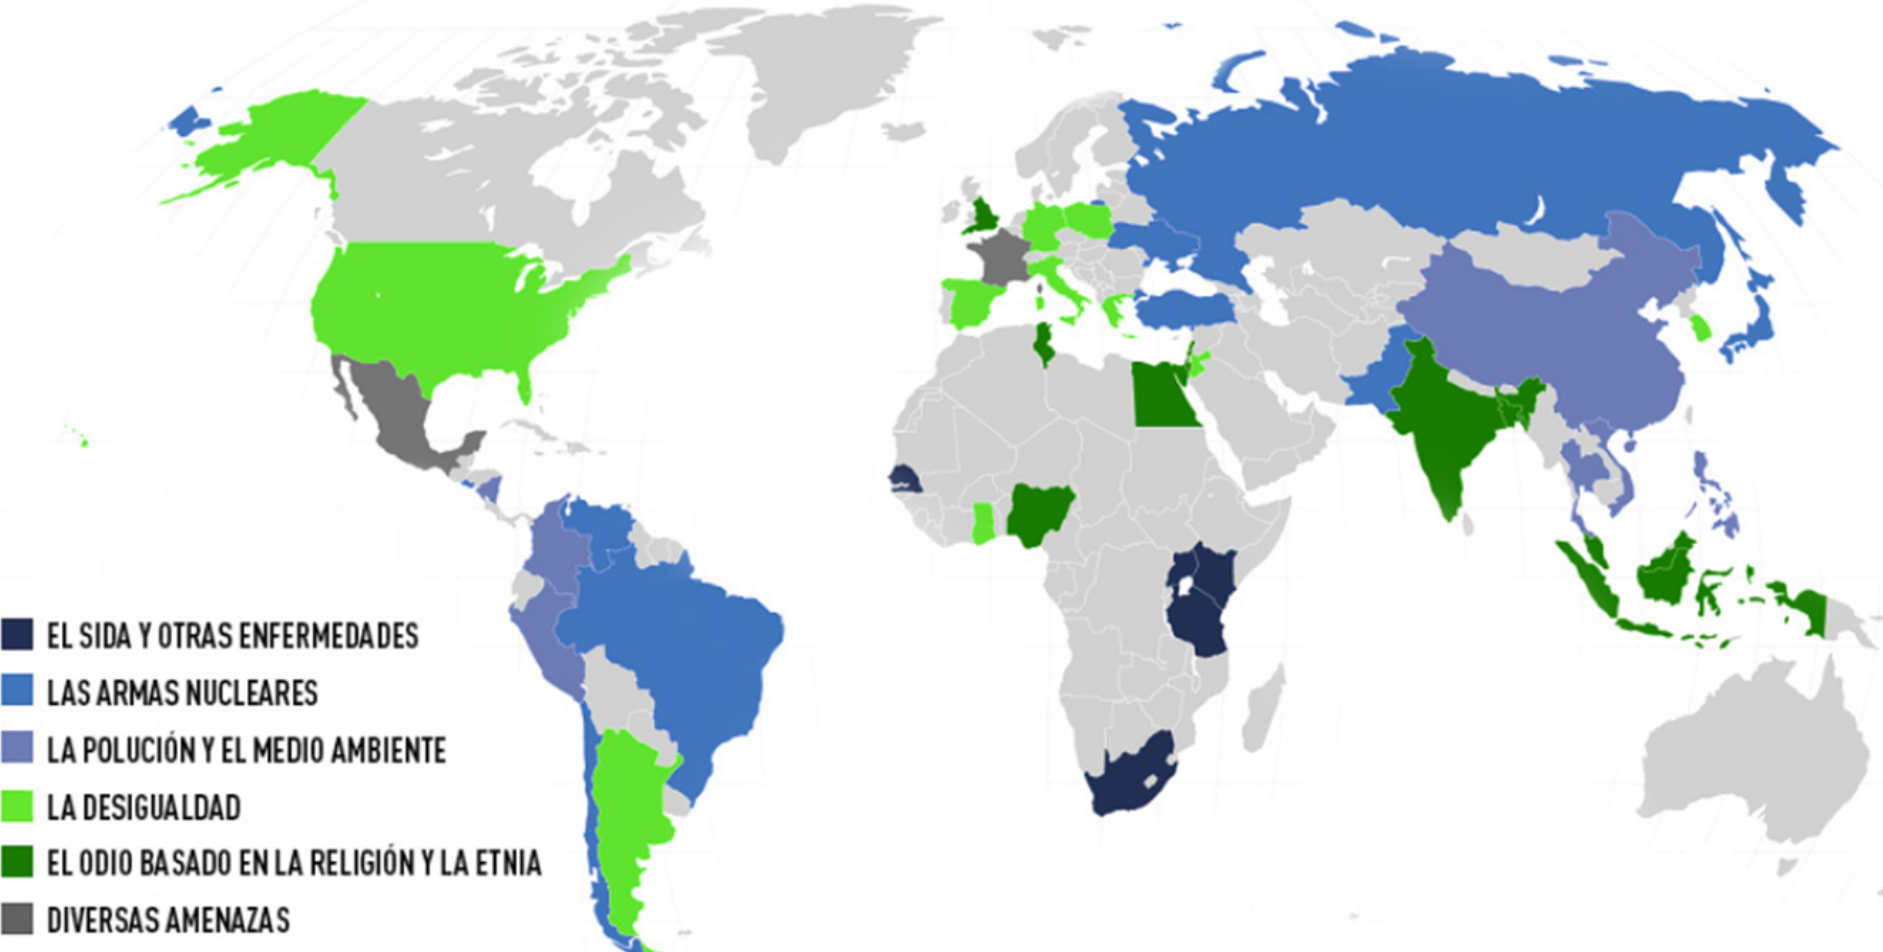 EL SIDA Y OTRAS ENFERMEDADES
LAS ARMAS NUCLEARES
LA POLUCIÓN Y EL MEDIO AMBIENTE
LA DESIGUALDAD
EL ODIO BASADO EN LA RELIGIÓN Y LA ETNIA
DIVERSAS AMENAZAS